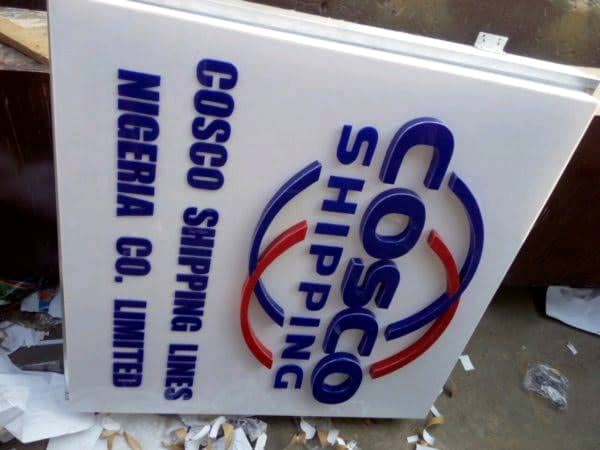 COSCO
SHIPPING
COSCO SHIPPING LINES
NIGERIA CO. LIMITED